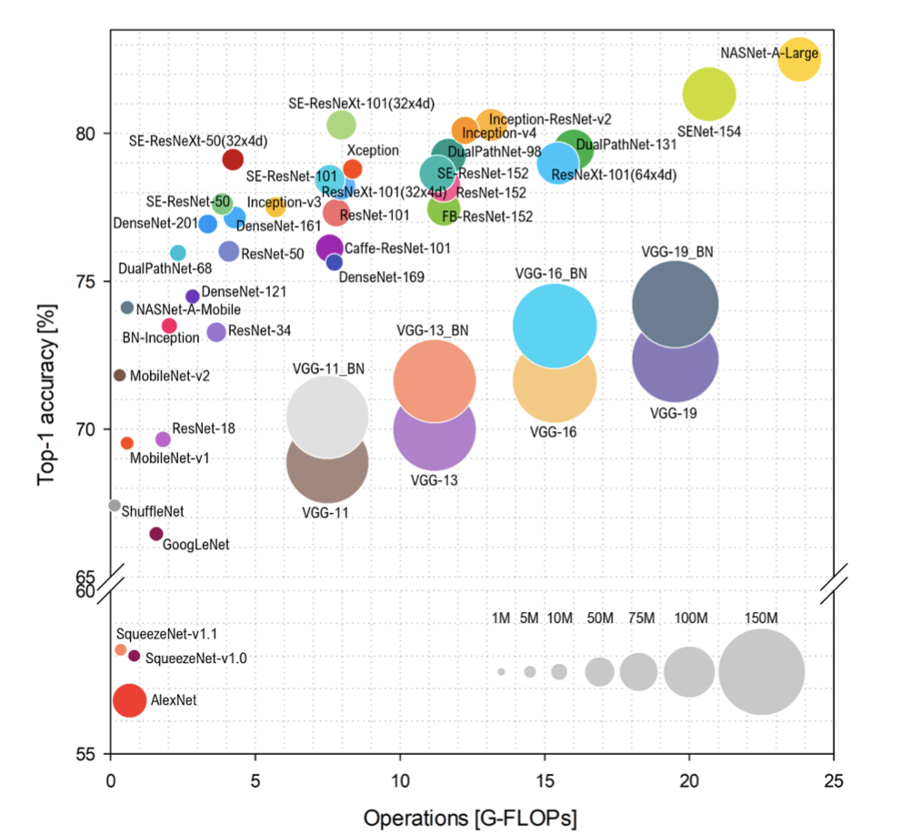 NASNet-A-Large
SE-ResNeXt-101(32x4d)
SENet-154
Inception-ResNet-v2
80
Inception-v4
SE-ResNeXt-50(32x4d)
Xception
DualPathNet-131
DualPathNet-98
SE-ResNet-101
SE-ResNet-152
ResNeXt-101(64x4d)
ResNeXt-101(32x4d)
ResNet-152
SE-ResNet-50
Inception-v3
ResNet-101
FB-ResNet-152
DenseNet-201
DenseNet-161
ResNet-50
Caffe-ResNet-101
VGG-19_BN
DualPathNet-68
VGG-16_BN
DenseNet-169
75
DenseNet-121
NASNet-A-Mobile
ResNet-34
VGG-13_BN
BN-Inception
VGG-11_BN
MobileNet-v2
Top-1 accuracy [%]
VGG-19
70
ResNet-18
VGG-16
MobileNet-v1
VGG-13
ShuffleNet
VGG-11
GoogLeNet
65
60
1M 5M 10M 50M 75M 100M 150M
SqueezeNet-v1.1
SqueezeNet-v1.0
AlexNet
55
0 5 10 15 20 25
Operations [G-FLOPs]